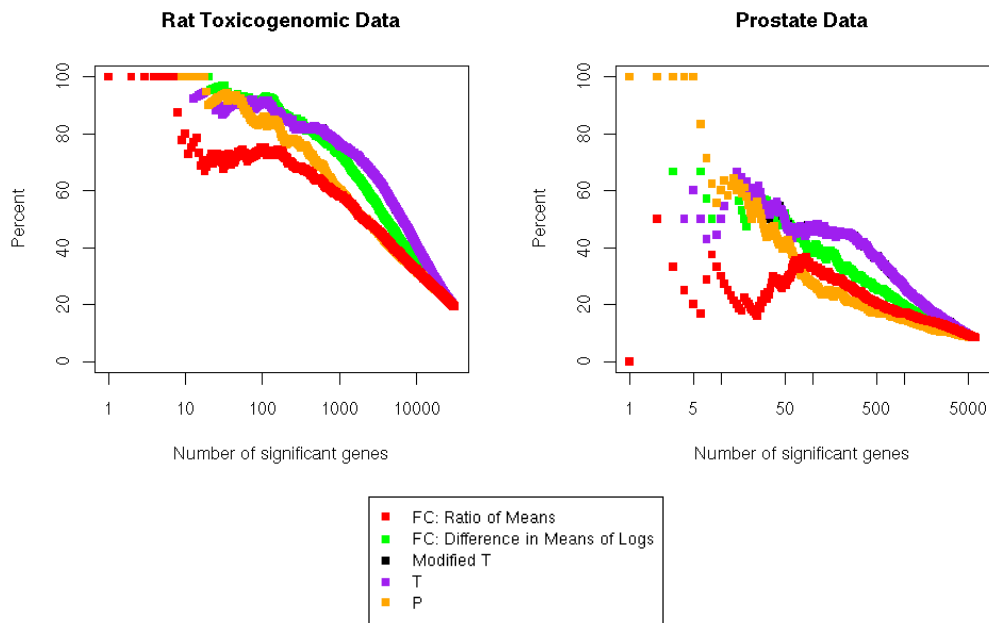 Rat Toxicogenomic Data
Percent
0
20
40
60
80
100
1
10
100
1000
10000
Number of significant genes
Prostate Data
Percent
0
20
40
60
80
100
1
5
50
500
5000
Number of significant genes
FC: Ratio of Means
FC: Difference in Means of Logs
Modified T
T
P